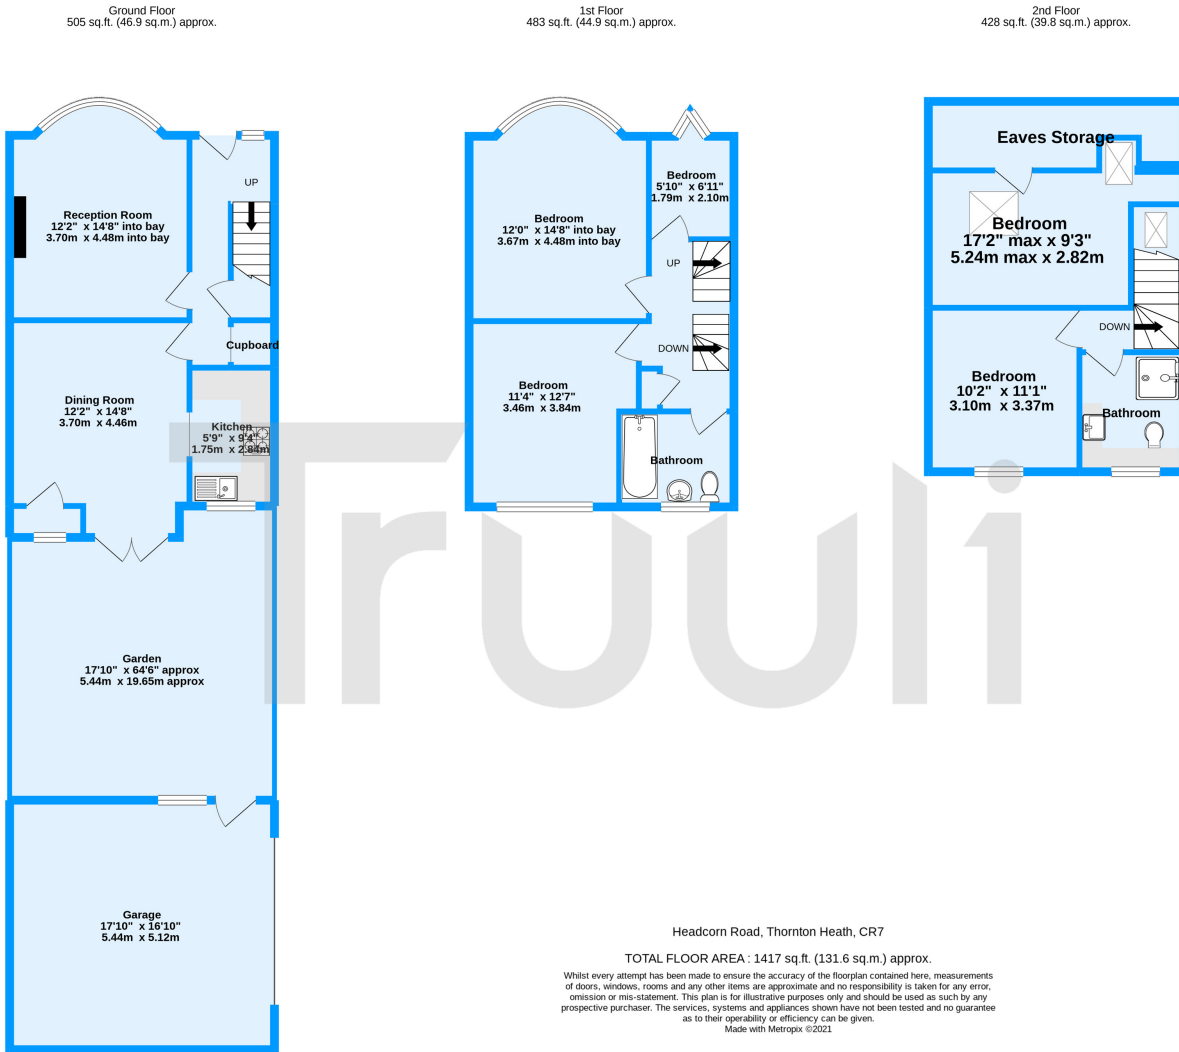 Ground Floor
505 sq.ft. (46.9 sq.m.) approx.
1st Floor
483 sq.ft. (44.9 sq.m.) approx.
2nd Floor
428 sq.ft. (39.8 sq.m.) approx.
UP
Reception Room
12'2" x 14'8" into bay
3.70m x 4.48m into bay
Cupboard
Dining Room
12'2" x 14'8"
3.70m x 4.46m
Kitchen
5'9" x 9'4"
1.75m x 2.84m
Garden
17'10" x 64'6" approx
5.44m x 19.65m approx
Garage
17'10" x 16'10"
5.44m x 5.12m
Bedroom
5'10" x 6'11"
1.79m x 2.10m
Bedroom
12'0" x 14'8" into bay
3.67m x 4.48m into bay
UP
DOWN
Bedroom
11'4" x 12'7"
3.46m x 3.84m
Bathroom
Eaves Storage
Bedroom
17'2" max x 9'3"
5.24m max x 2.82m
DOWN
Bedroom
10'2" x 11'1"
3.10m x 3.37m
Bathroom
Truuli
Headcorn Road, Thornton Heath, CR7
TOTAL FLOOR AREA : 1417 sq.ft. (131.6 sq.m.) approx.
Whilst every attempt has been made to ensure the accuracy of the floorplan contained here, measurements
of doors, windows, rooms and any other items are approximate and no responsibility is taken for any error,
omission or mis-statement. This plan is for illustrative purposes only and should be used as such by any
prospective purchaser. The services, systems and appliances shown have not been tested and no guarantee
as to their operability or efficiency can be given.
Made with Metropix ©2021